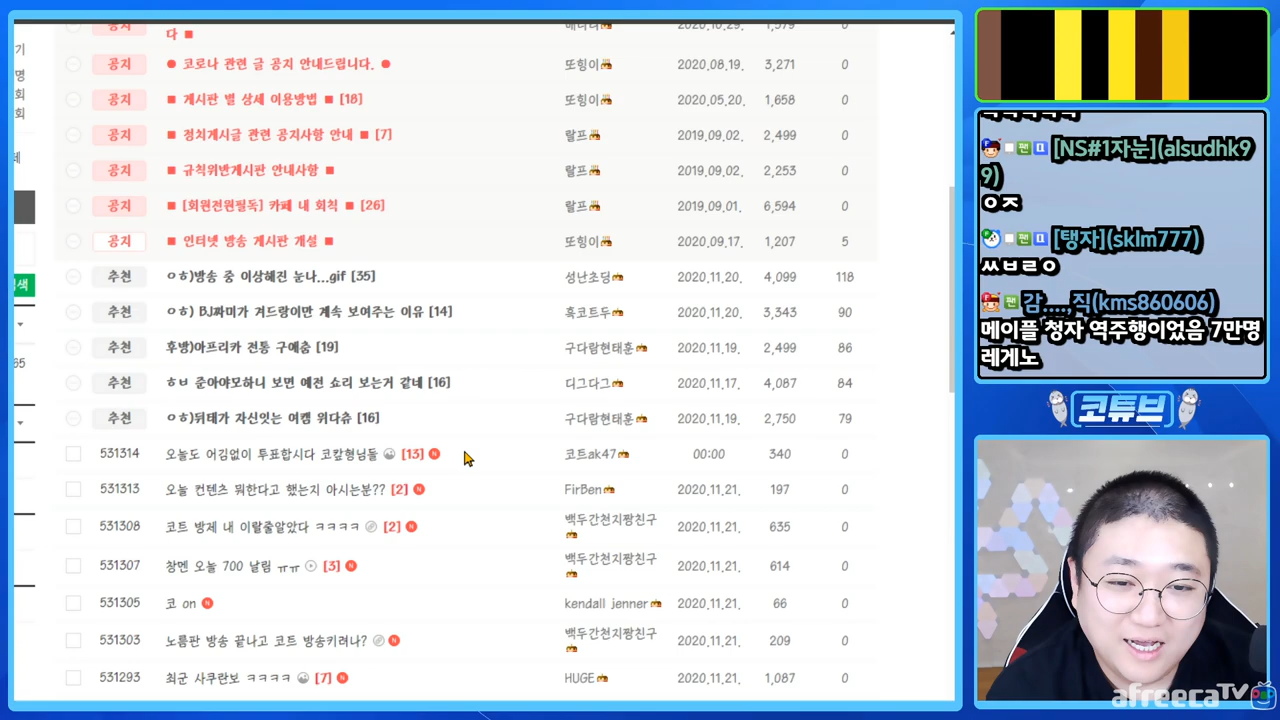 다 ■
공지 ● 코로나 관련 글 공지 안내드립니다. ● 또힝이 2020.08.19. 3,271 0
공지 ■ 게시판 별 상세 이용방법 ■ [18] 또힝이 2020.05.20. 1,658 0
공지 ■ 정치게시글 관련 공지사항 안내 ■ [7] 랄프 2019.09.02. 2,499 0
공지 ■ 규칙위반게시판 안내사항 ■ 랄프 2019.09.02. 2,253 0
공지 ■ [회원전원필독] 카페 내 회칙 ■ [26] 랄프 2019.09.01. 6,594 0
공지 ■ 인터넷 방송 게시판 개설 ■ 또힝이 2020.09.17. 1,207 5
추천 ㅇㅎ)방송 중 이상해진 눈나...gif [35] 성난초딩 2020.11.20. 4,099 118
추천 ㅇㅎ) BJ짜미가 겨드랑이만 계속 보여주는 이유 [14] 흑코트두 2020.11.20. 3,343 90
추천 후방)아프리카 전통 구애춤 [19] 구다람현태훈 2020.11.19. 2,499 86
추천 ㅎㅂ 준아야모하니 보면 예전 쇼리 보는거 같네 [16] 디그다그 2020.11.17. 4,087 84
추천 ㅇㅎ)뒤태가 자신잇는 여캠 위다츄 [16] 구다람현태훈 2020.11.19. 2,750 79
531314 오늘도 어김없이 투표합시다 코캎형님들 [13] N 코트ak47 00:00 340 0
531313 오늘 컨텐츠 뭐한다고 했는지 아시는분?? [2] N FirBen 2020.11.21. 197 0
531308 코트 방제 내 이랄줄알았다 ㅋㅋㅋㅋ [2] N 백두간천지짱친구 2020.11.21. 635 0
531307 창멘 오늘 700 날림 ㅠㅠ [3] N 백두간천지짱친구 2020.11.21. 614 0
531305 코 on N kendall jenner 2020.11.21. 66 0
531303 노름판 방송 끝나고 코트 방송키려나? N 백두간천지짱친구 2020.11.21. 209 0
531293 최군 사쿠란보 ㅋㅋㅋㅋ [7] N HUGE 2020.11.21. 1,087 0
팬 [NS#1자눈](alsudhk9
9)
ㅇㅈ
팬 [탱자](sklm777)
ㅆㅂㄹㅇ
팬 감....,직(kms860606)
메이플 청자 역주행이었음 7만명
레게노
코튜브
afreecaTV